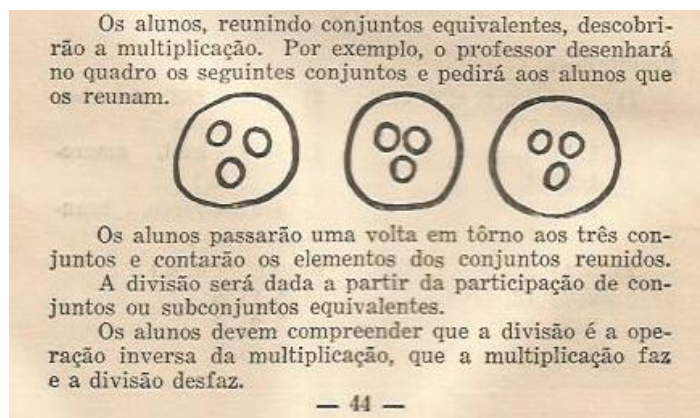 Os alunos, reunindo conjuntos equivalentes, descobri-
rão a multiplicação. Por exemplo, o professor desenhará
no quadro os seguintes conjuntos e pedirá aos alunos que
os reunam.
Os alunos passarão uma volta em tôrno aos três con-
juntos e contarão os elementos dos conjuntos reunidos.
A divisão será dada a partir da participação de con-
juntos ou subconjuntos equivalentes.
Os alunos devem compreender que a divisão é a ope-
ração inversa da multiplicação, que a multiplicação faz
e a divisão desfaz.
— 44 —